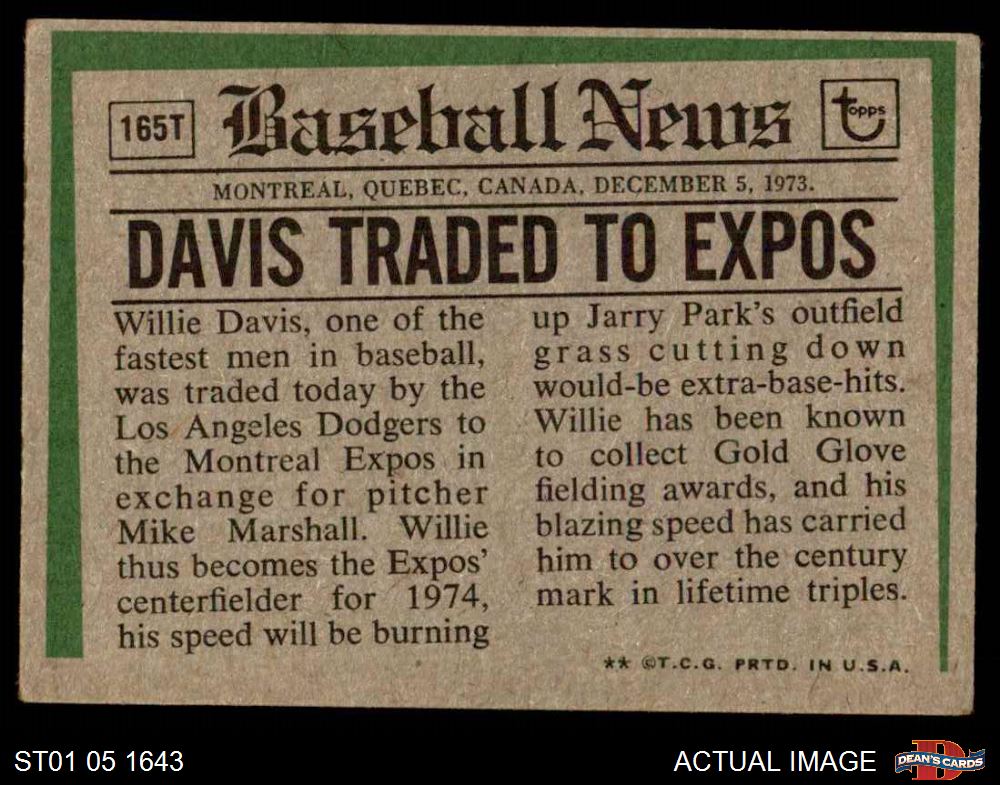 165T
Baseball News
topps
MONTREAL, QUEBEC, CANADA, DECEMBER 5, 1973.
DAVIS TRADED TO EXPOS
Willie Davis, one of the
fastest men in baseball,
was traded today by the
Los Angeles Dodgers to
the Montreal Expos in
exchange for pitcher
Mike Marshall. Willie
thus becomes the Expos'
centerfielder for 1974,
his speed will be burning
up Jarry Park's outfield
grass cutting down
would-be extra-base-hits.
Willie has been known
to collect Gold Glove
fielding awards, and his
blazing speed has carried
him to over the century
mark in lifetime triples.
** ©T.C.G. PRTD. IN U.S.A.
ST01 05 1643
ACTUAL IMAGE
D
DEAN'S CARDS